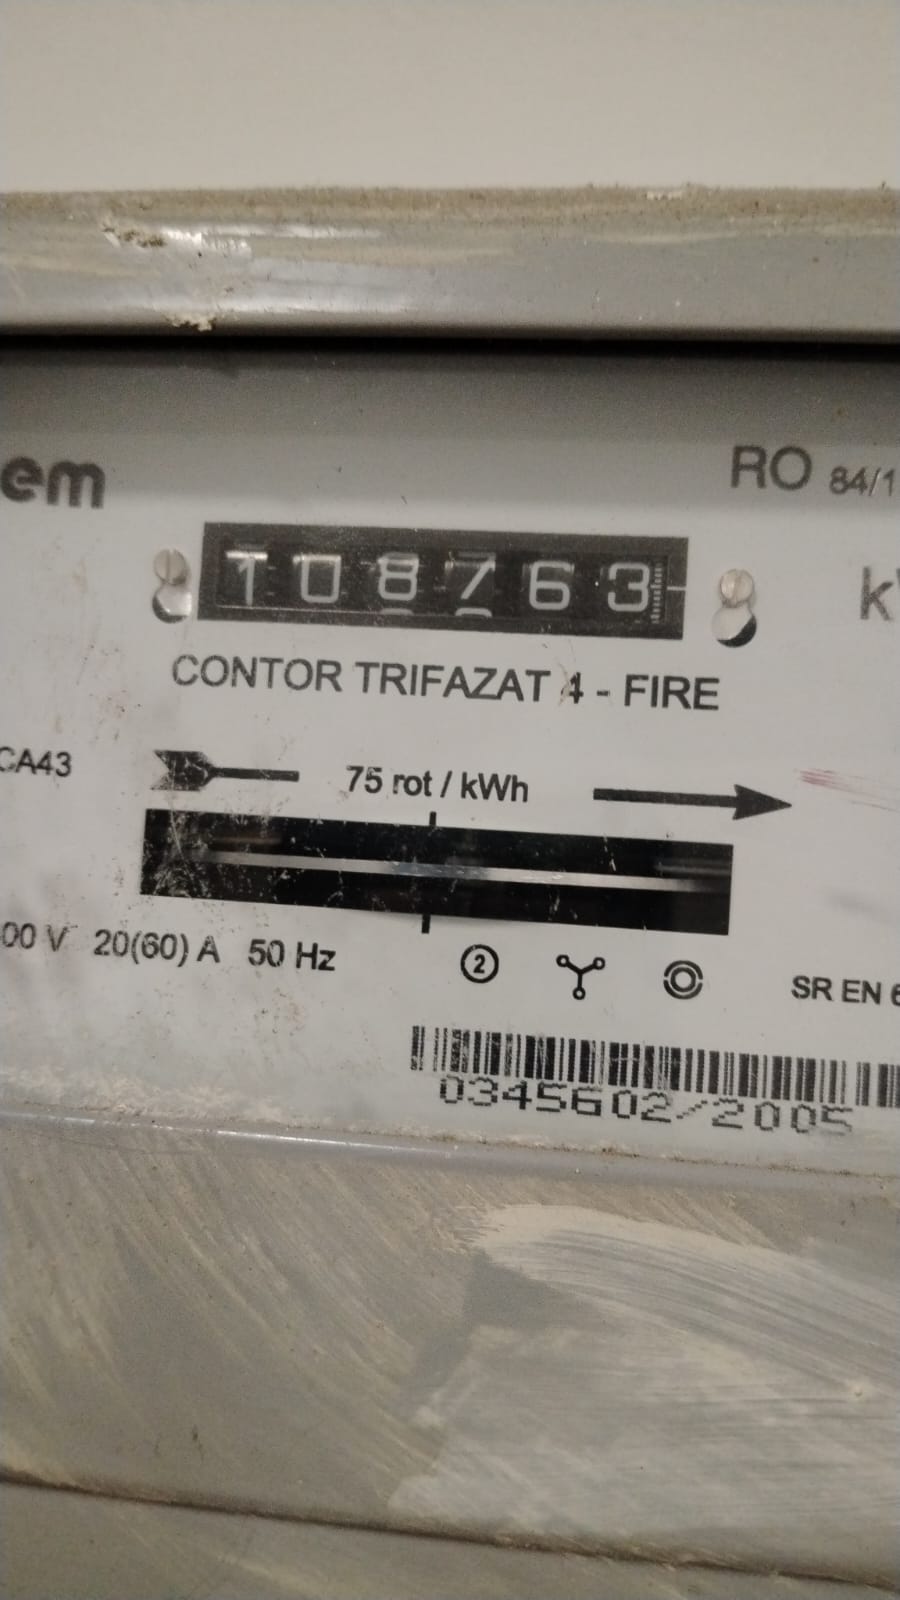 em
RO 84/1
108763
k
CONTOR TRIFAZAT 4 - FIRE
CA43
75 rot / kWh
00 V 20(60) A 50 Hz
2
SR EN 6
0345602/2005